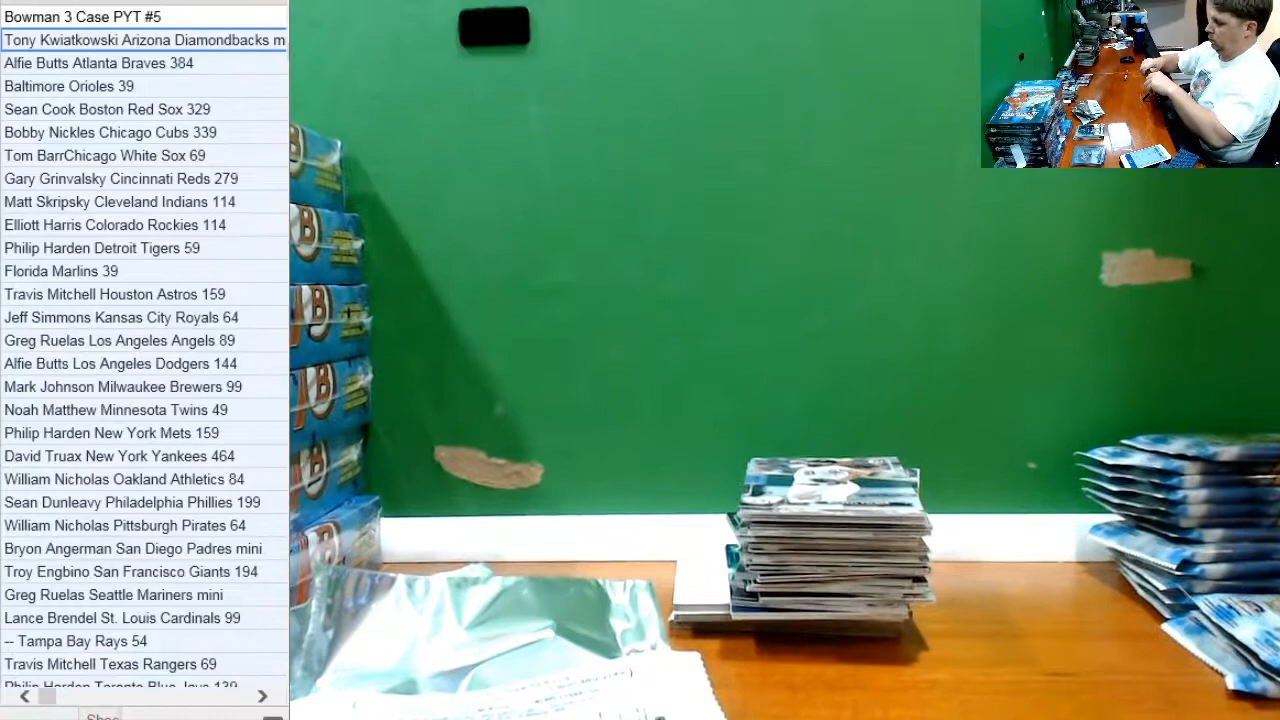 Bowman 3 Case PYT #5
Tony Kwiatkowski Arizona Diamondbacks m
Alfie Butts Atlanta Braves 384
Baltimore Orioles 39
Sean Cook Boston Red Sox 329
Bobby Nickles Chicago Cubs 339
Tom BarrChicago White Sox 69
Gary Grinvalsky Cincinnati Reds 279
Matt Skripsky Cleveland Indians 114
Elliott Harris Colorado Rockies 114
Philip Harden Detroit Tigers 59
Florida Marlins 39
Travis Mitchell Houston Astros 159
Jeff Simmons Kansas City Royals 64
Greg Ruelas Los Angeles Angels 89
Alfie Butts Los Angeles Dodgers 144
Mark Johnson Milwaukee Brewers 99
Noah Matthew Minnesota Twins 49
Philip Harden New York Mets 159
David Truax New York Yankees 464
William Nicholas Oakland Athletics 84
Sean Dunleavy Philadelphia Phillies 199
William Nicholas Pittsburgh Pirates 64
Bryon Angerman San Diego Padres mini
Troy Engbino San Francisco Giants 194
Greg Ruelas Seattle Mariners mini
Lance Brendel St. Louis Cardinals 99
-- Tampa Bay Rays 54
Travis Mitchell Texas Rangers 69
Philip Harden Toronto Blue Jays 139
B
B
B
B
B
B